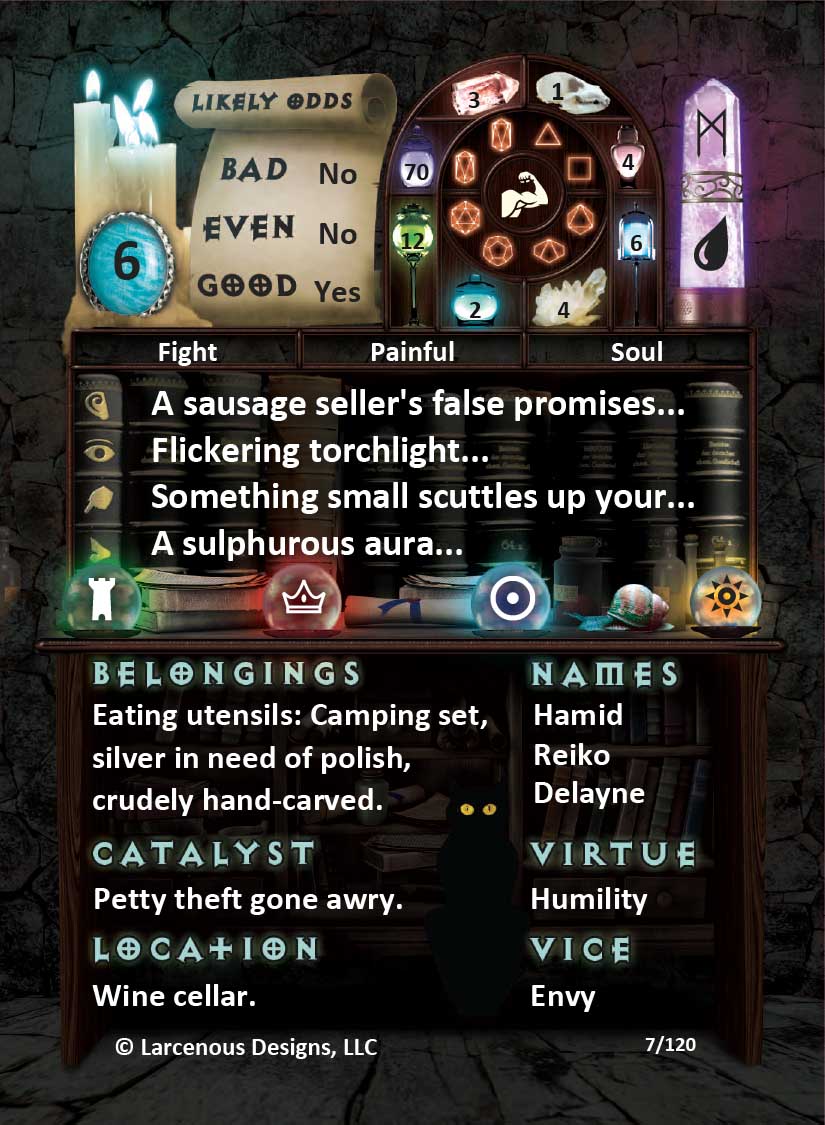 LIKELY ODDS
BAD No
EVEN No
GOOD Yes
6
3
1
70
4
12
6
2
4
Fight Painful Soul
A sausage seller's false promises...
Flickering torchlight...
Something small scuttles up your...
A sulphurous aura...
BELONGINGS
Eating utensils: Camping set,
silver in need of polish,
crudely hand-carved.
NAMES
Hamid
Reiko
Delayne
CATALYST
Petty theft gone awry.
VIRTUE
Humility
LOCATION
Wine cellar.
VICE
Envy
© Larcenous Designs, LLC
7/120